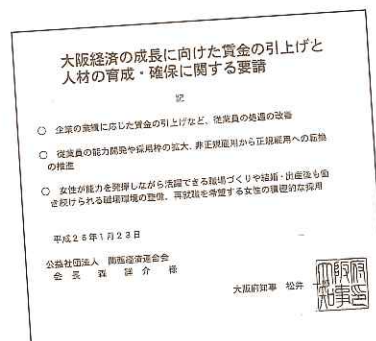 大阪経済の成長に向けた賃金の引上げと
人材の育成・確保に関する要請
記
○ 企業の業績に応じた賃金の引上げなど、従業員の処遇の改善
○ 従業員の能力開発や採用枠の拡大、非正規雇用から正規雇用への転換
の推進
○ 女性が能力を発揮しながら活躍できる職場づくりや結婚・出産後も働
き続けられる職場環境の整備、再就職を希望する女性の積極的な採用
平成26年1月23日
公益社団法人 関西経済連合会
会長 森 詳介 様
大阪府知事 松井